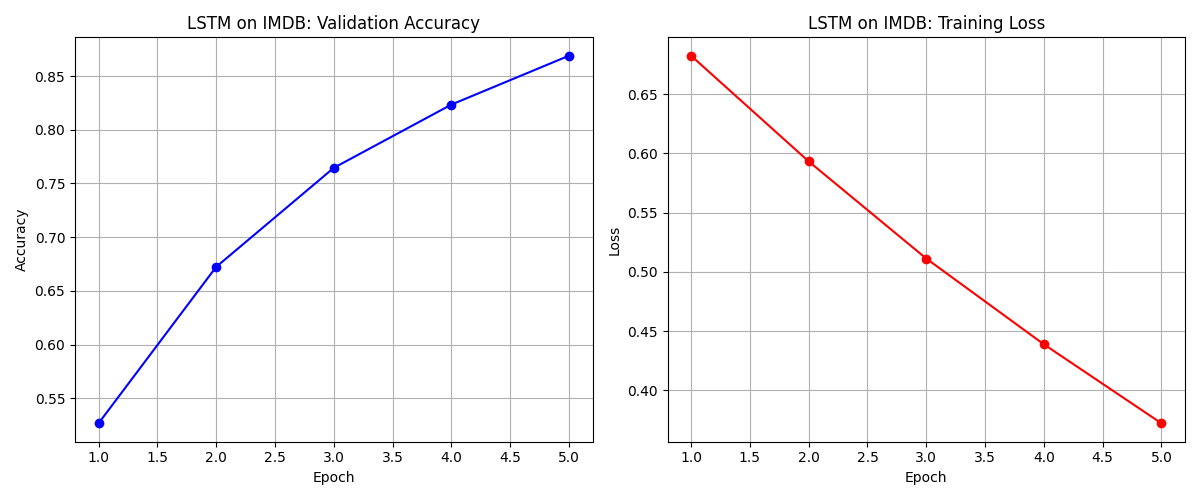 LSTM on IMDB: Validation Accuracy
Accuracy
0.85
0.80
0.75
0.70
0.65
0.60
0.55
1.0 1.5 2.0 2.5 3.0 3.5 4.0 4.5 5.0
Epoch
LSTM on IMDB: Training Loss
Loss
0.65
0.60
0.55
0.50
0.45
0.40
1.0 1.5 2.0 2.5 3.0 3.5 4.0 4.5 5.0
Epoch